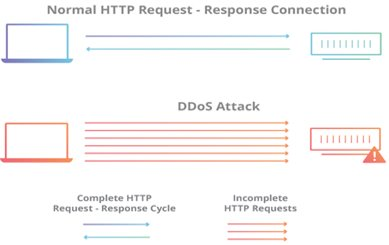 Normal HTTP Request - Response Connection
DDoS Attack
Complete HTTP
Request - Response Cycle
Incomplete
HTTP Requests